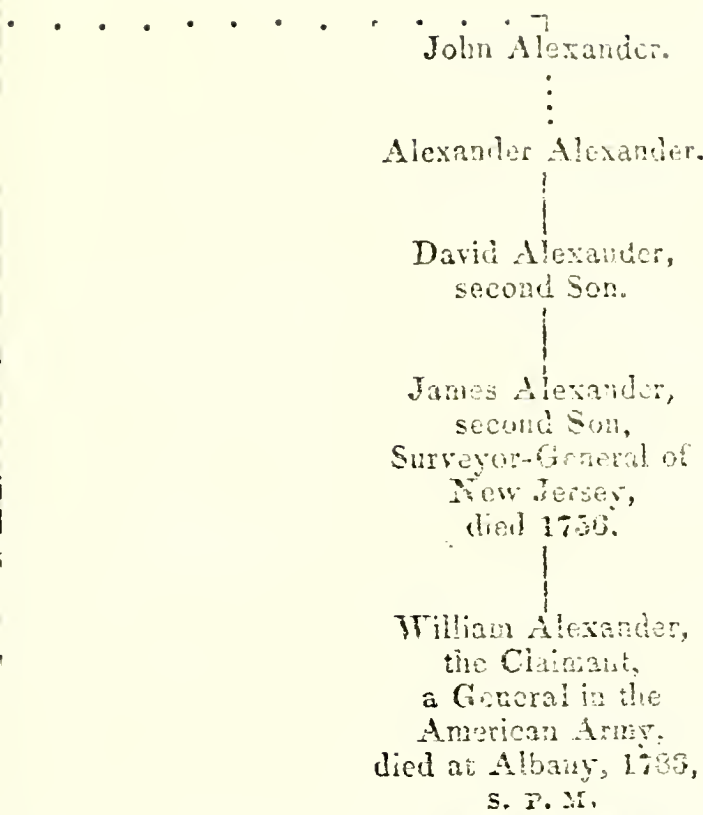 John Alexander.
Alexander Alexander.
David Alexander,
second Son.
James Alexander,
second Son,
Surveyor-General of
New Jersey,
died 1756.
William Alexander,
the Claimant,
a General in the
American Army,
died at Albany, 1783,
S. P. M.